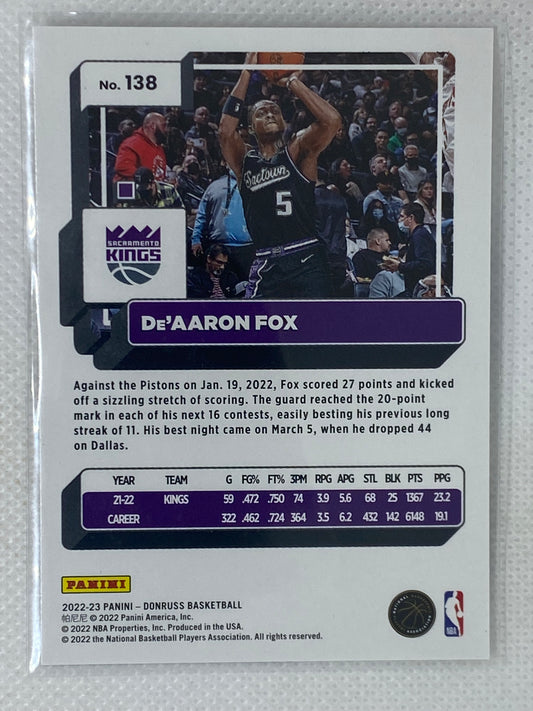 No. 138
Sactown
5
SACRAMENTO
KINGS
De'AARON FOX
Against the Pistons on Jan. 19, 2022, Fox scored 27 points and kicked
off a sizzling stretch of scoring. The guard reached the 20-point
mark in each of his next 16 contests, easily besting his previous long
streak of 11. His best night came on March 5, when he dropped 44
on Dallas.
YEAR TEAM G FG% FT% 3PM RPG APG STL BLK PTS PPG
21-22 KINGS 59 .472 .750 74 3.9 5.6 68 25 1367 23.2
CAREER 322 .462 .724 364 3.5 6.2 432 142 6148 19.1
PANINI
2022-23 PANINI – DONRUSS BASKETBALL
帕尼尼 © 2022 Panini America, Inc.
© 2022 NBA Properties, Inc. Produced in the USA.
© 2022 the National Basketball Players Association. All rights reserved.
NBA